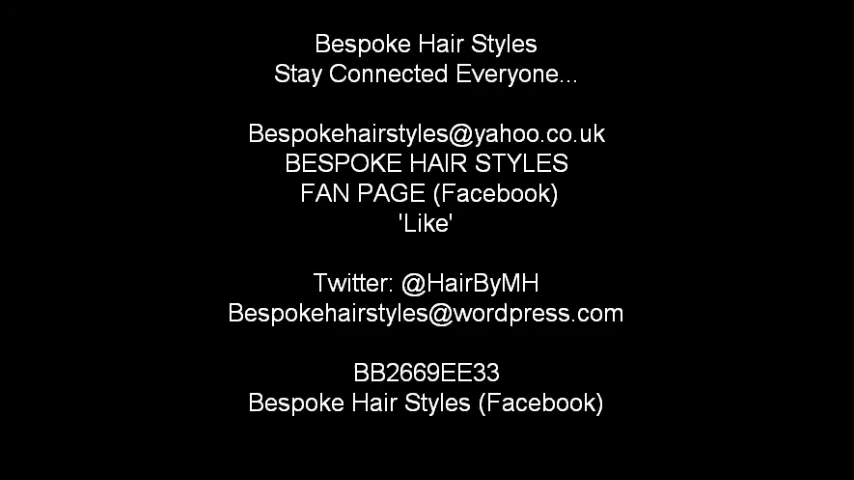 Bespoke Hair Styles
Stay Connected Everyone...
Bespokehairstyles@yahoo.co.uk
BESPOKE HAIR STYLES
FAN PAGE (Facebook)
'Like'
Twitter: @HairByMH
Bespokehairstyles@wordpress.com
BB2669EE33
Bespoke Hair Styles (Facebook)